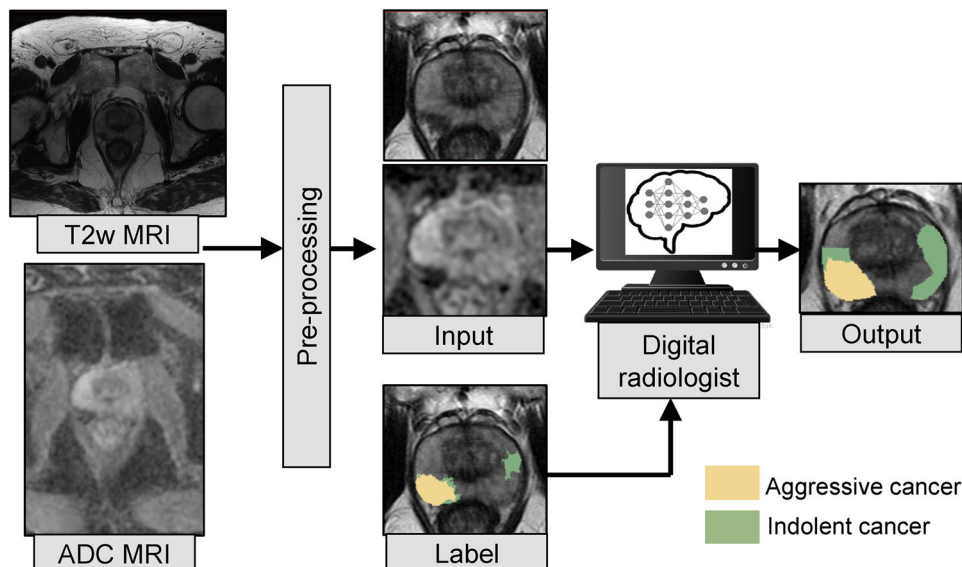 T2w MRI
ADC MRI
Pre-processing
Input
Label
Digital
radiologist
Output
Aggressive cancer
Indolent cancer